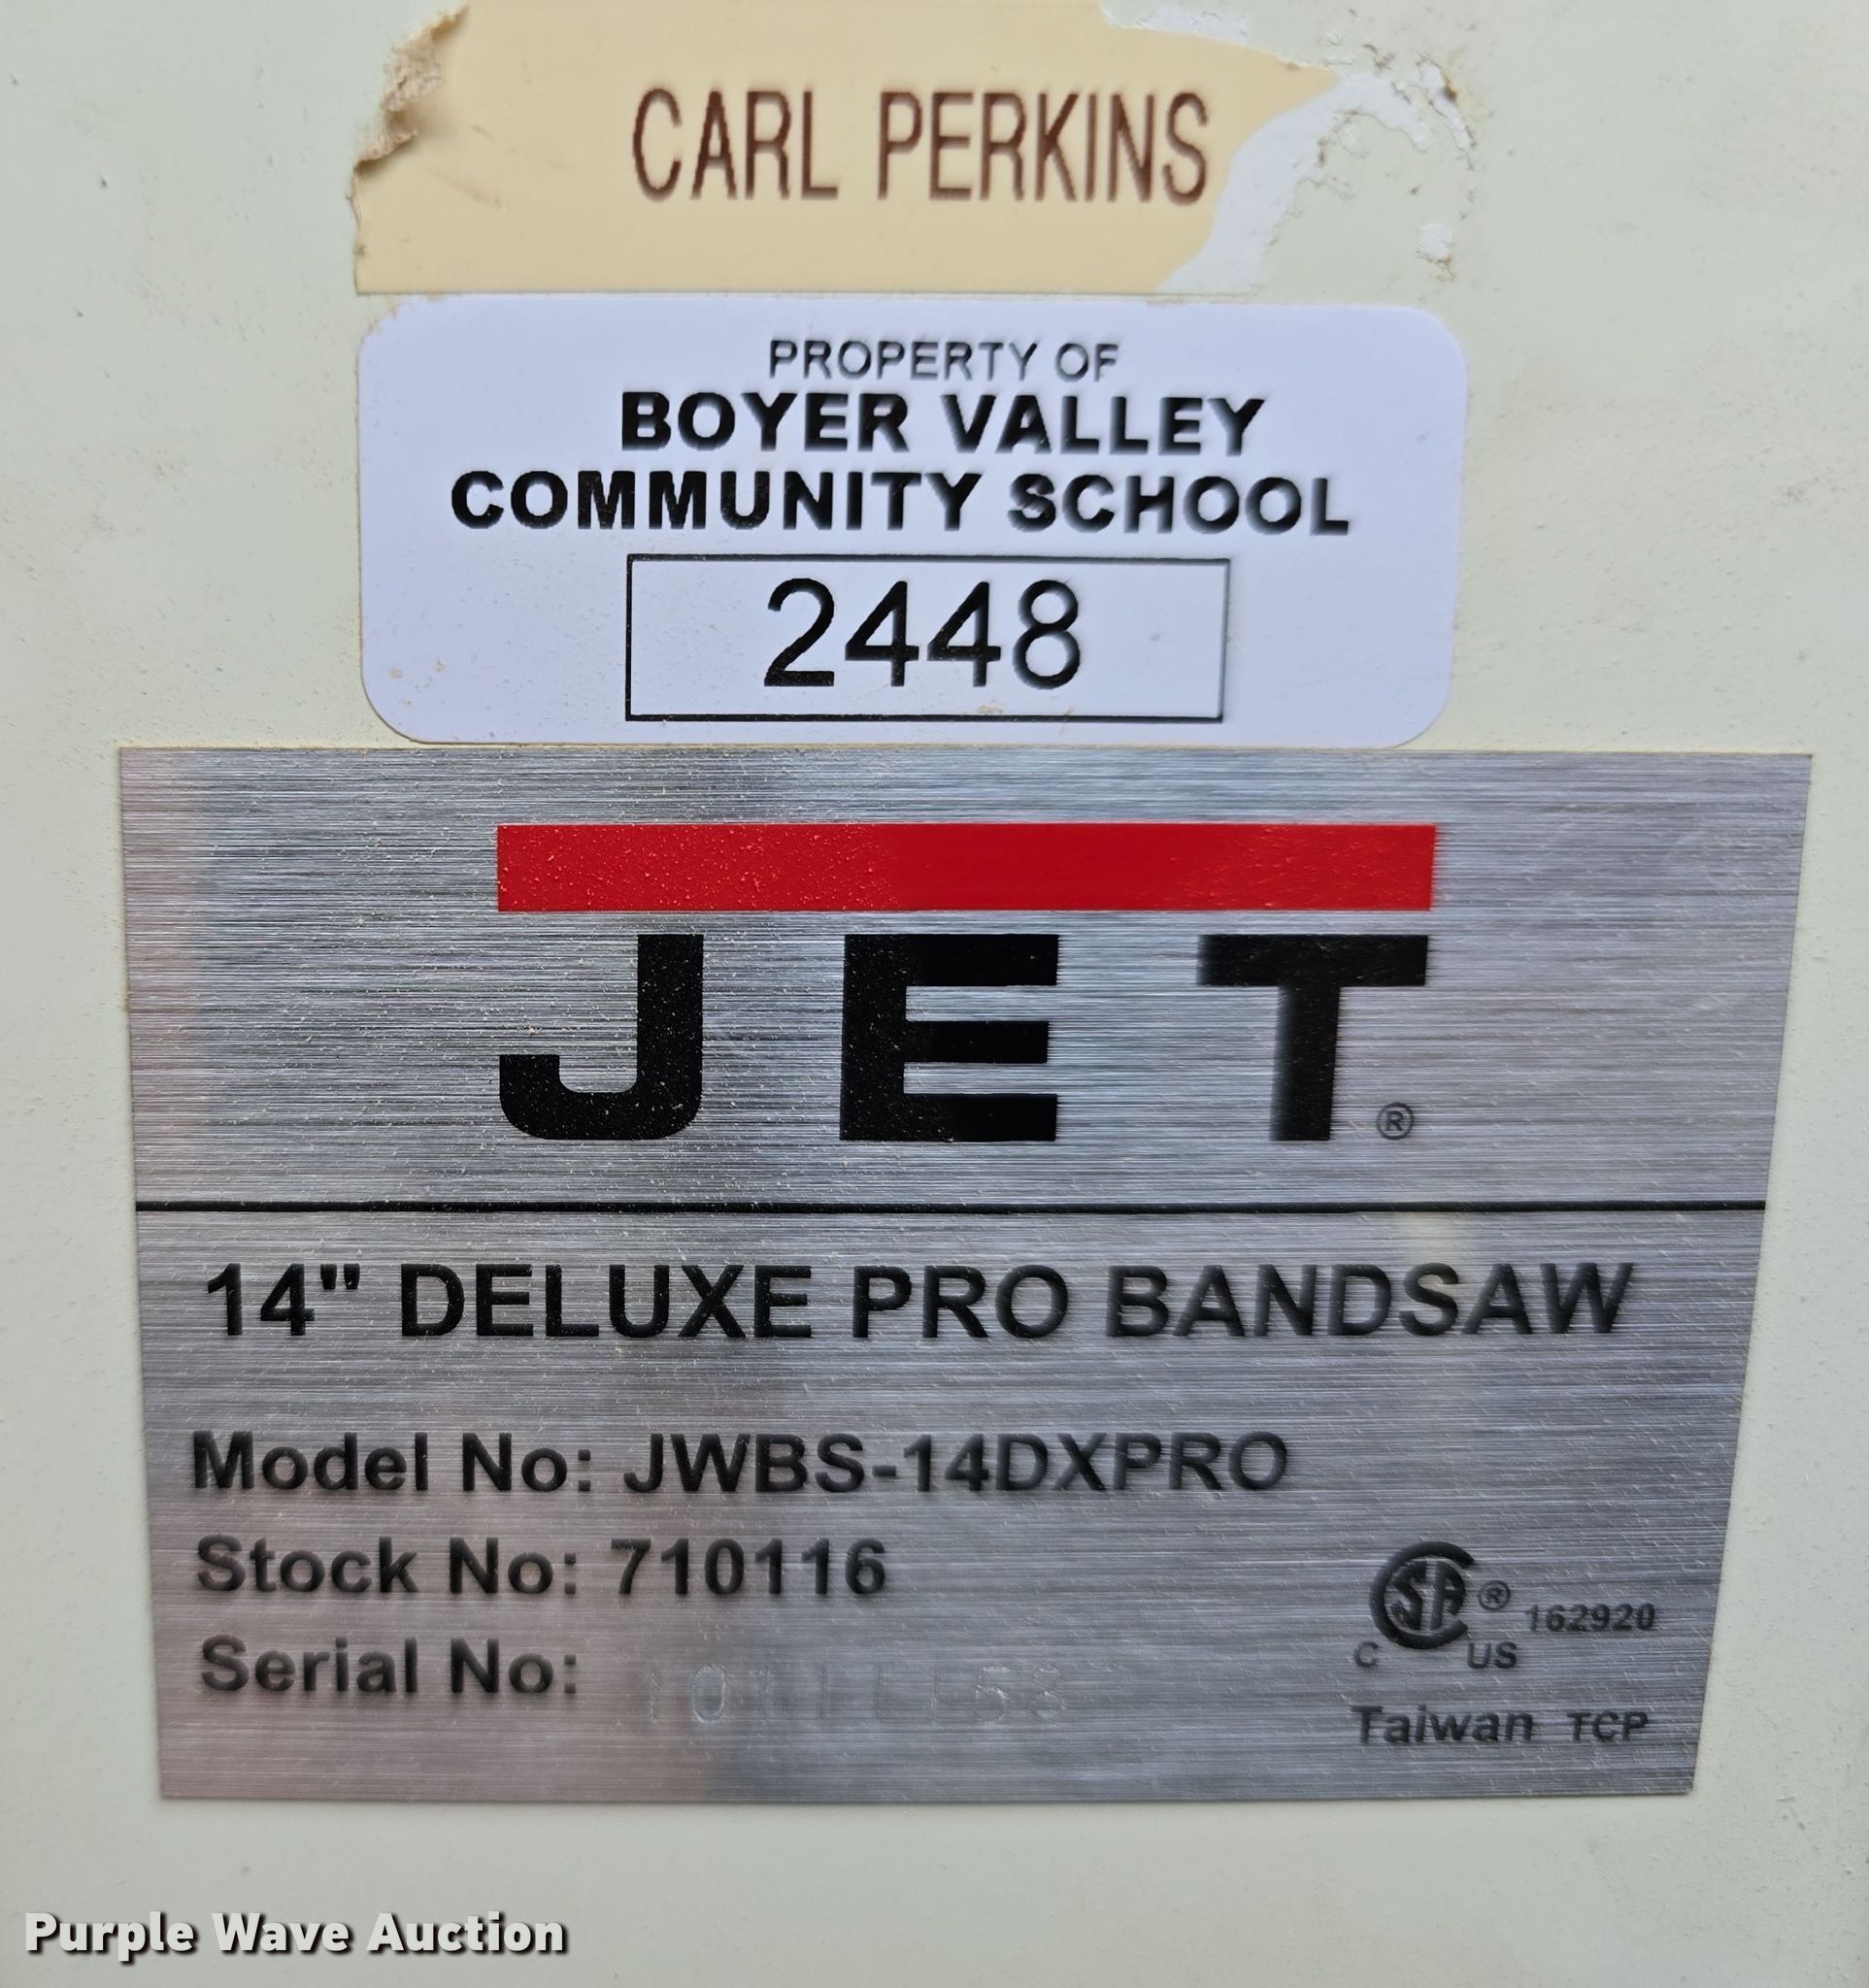 CARL PERKINS
PROPERTY OF
BOYER VALLEY
COMMUNITY SCHOOL
2448
JET®
14" DELUXE PRO BANDSAW
Model No: JWBS-14DXPRO
Stock No: 710116
Serial No:
SA ® 162920
C US
Taiwan TCP
Purple Wave Auction